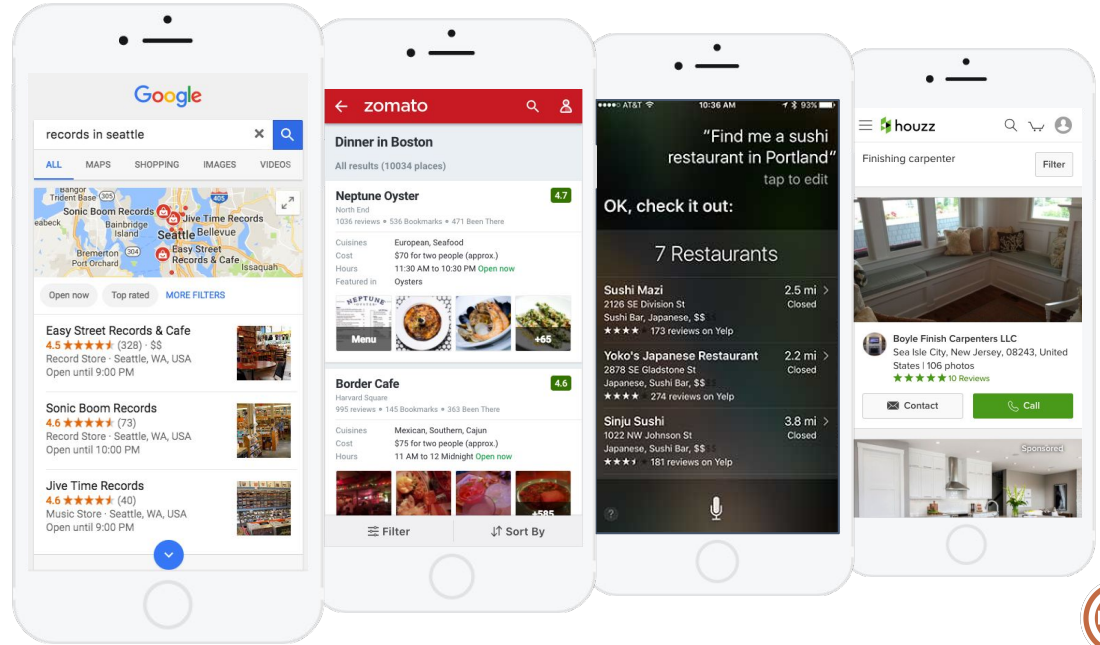 Google
records in seattle
ALL MAPS SHOPPING IMAGES VIDEOS
Bangor
Trident Base 305
405
Sonic Boom Records
Jive Time Records
eabeck
Bainbridge
Island
Seattle Bellevue
Bremerton 304
Port Orchard
Easy Street
Records & Cafe
Issaquah
Open now Top rated MORE FILTERS
Easy Street Records & Cafe
4.5 ★★★★★ (328) · $$
Record Store · Seattle, WA, USA
Open until 9:00 PM
Sonic Boom Records
4.6 ★★★★★ (73)
Record Store · Seattle, WA, USA
Open until 10:00 PM
Jive Time Records
4.6 ★★★★★ (40)
Music Store · Seattle, WA, USA
Open until 9:00 PM
zomato
Dinner in Boston
All results (10034 places)
Neptune Oyster 4.7
North End
1036 reviews • 536 Bookmarks • 471 Been There
Cuisines European, Seafood
Cost $70 for two people (approx.)
Hours 11:30 AM to 10:30 PM Open now
Featured in Oysters
NEPTUNE
Menu +65
Border Cafe 4.6
Harvard Square
995 reviews • 145 Bookmarks • 363 Been There
Cuisines Mexican, Southern, Cajun
Cost $75 for two people (approx.)
Hours 11 AM to 12 Midnight Open now
+585
Filter Sort By
AT&T 10:36 AM 93%
"Find me a sushi
restaurant in Portland"
tap to edit
OK, check it out:
7 Restaurants
Sushi Mazi 2.5 mi
2126 SE Division St Closed
Sushi Bar, Japanese, $$
★★★★ 173 reviews on Yelp
Yoko's Japanese Restaurant 2.2 mi
2878 SE Gladstone St Closed
Japanese, Sushi Bar, $$
★★★★ 274 reviews on Yelp
Sinju Sushi 3.8 mi
1022 NW Johnson St Closed
Japanese, Sushi Bar, $$
★★★ 181 reviews on Yelp
?
houzz
Finishing carpenter Filter
Boyle Finish Carpenters LLC
Sea Isle City, New Jersey, 08243, United
States | 106 photos
★★★★★ 10 Reviews
Contact Call
Sponsored